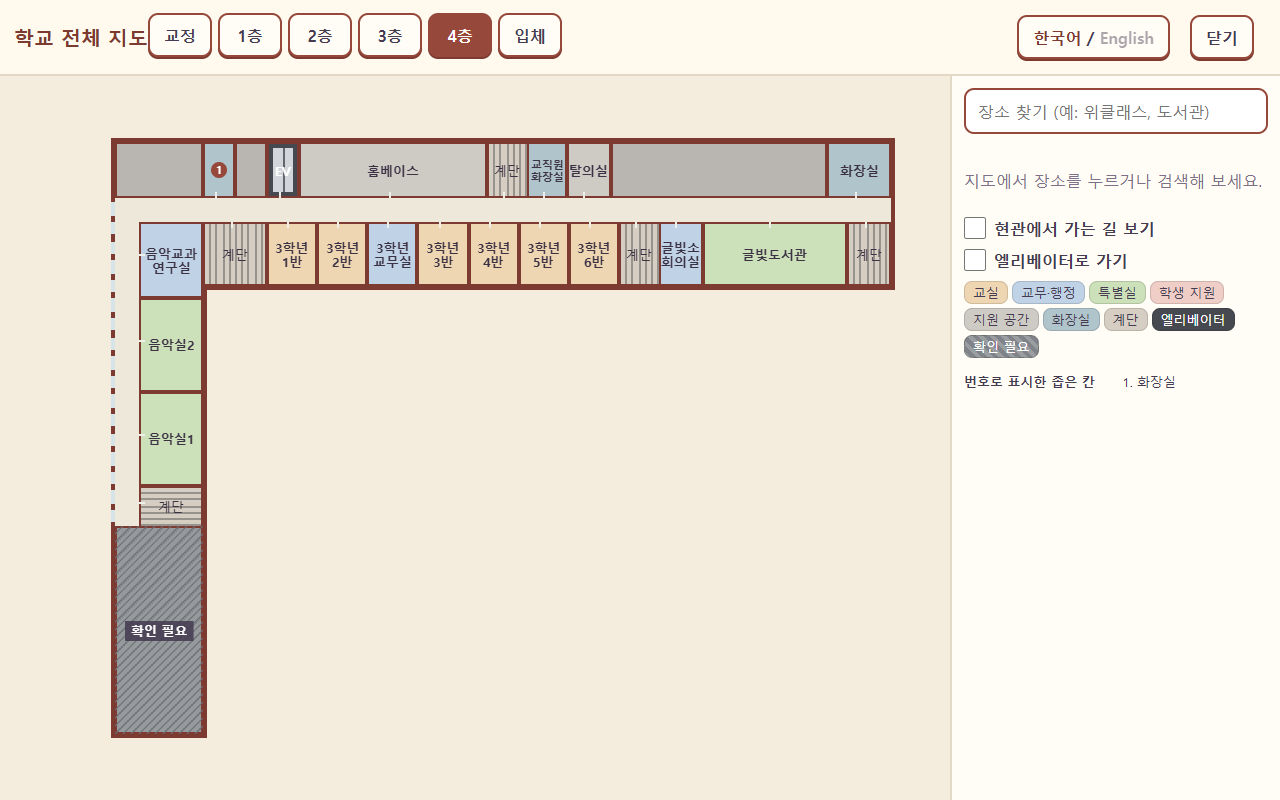 학교 전체 지도
교정
1층
2층
3층
4층
입체
한국어 / English
닫기
장소 찾기 (예: 위클래스, 도서관)
지도에서 장소를 누르거나 검색해 보세요.
현관에서 가는 길 보기
엘리베이터로 가기
교실
교무·행정
특별실
학생 지원
지원 공간
화장실
계단
엘리베이터
확인 필요
번호로 표시한 좁은 칸
1. 화장실
1
EV
홈베이스
계단
교직원
화장실
탈의실
화장실
음악교과
연구실
계단
3학년
1반
3학년
2반
3학년
교무실
3학년
3반
3학년
4반
3학년
5반
3학년
6반
계단
글빛소
회의실
글빛도서관
계단
음악실2
음악실1
계단
확인 필요